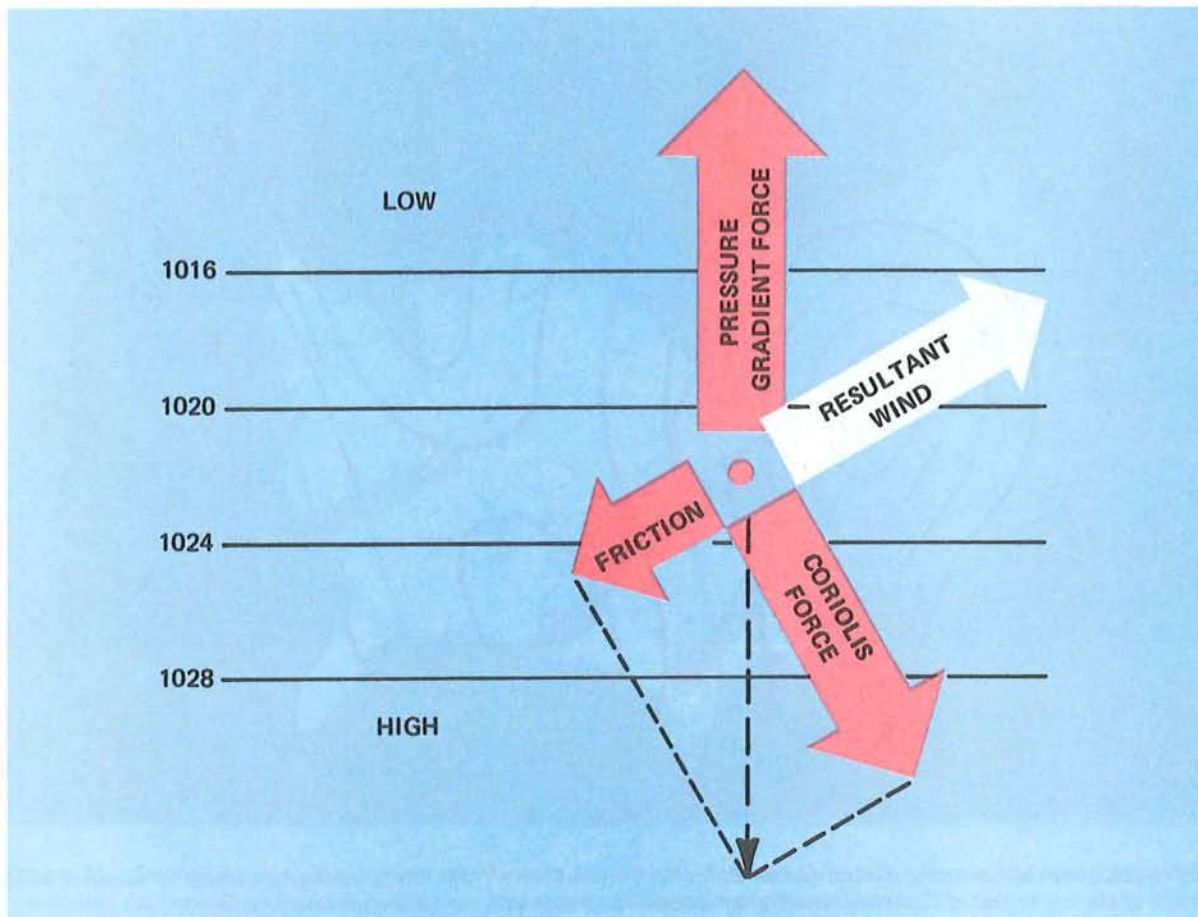 LOW
PRESSURE
GRADIENT FORCE
1016
RESULTANT
WIND
1020
1024
FRICTION
CORIOLIS
FORCE
1028
HIGH